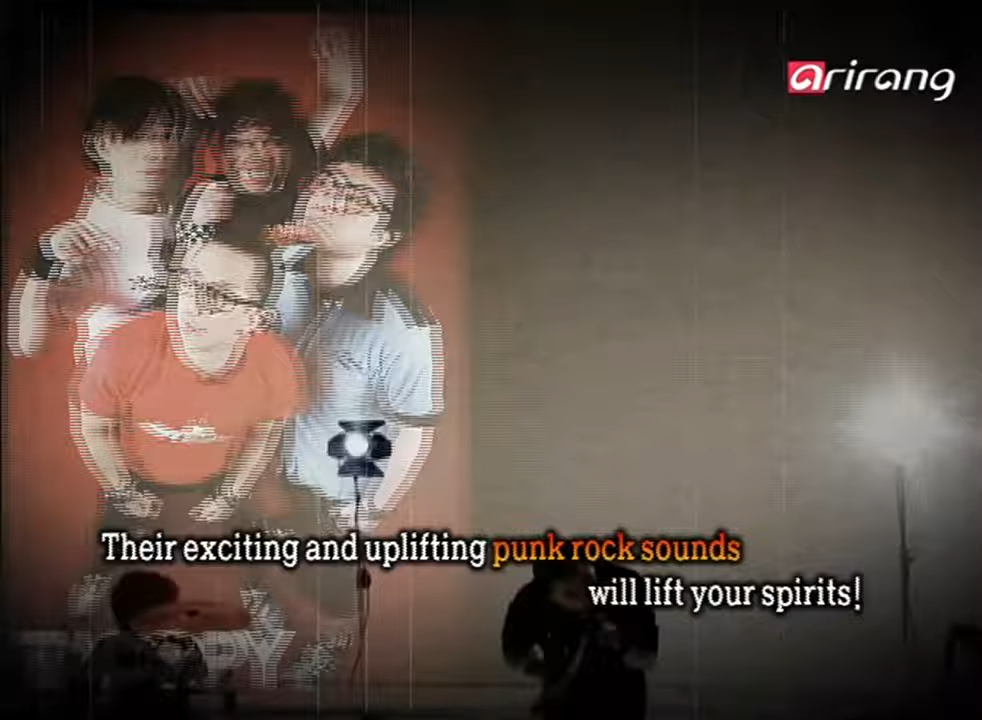 arirang
Their exciting and uplifting punk rock sounds
will lift your spirits!